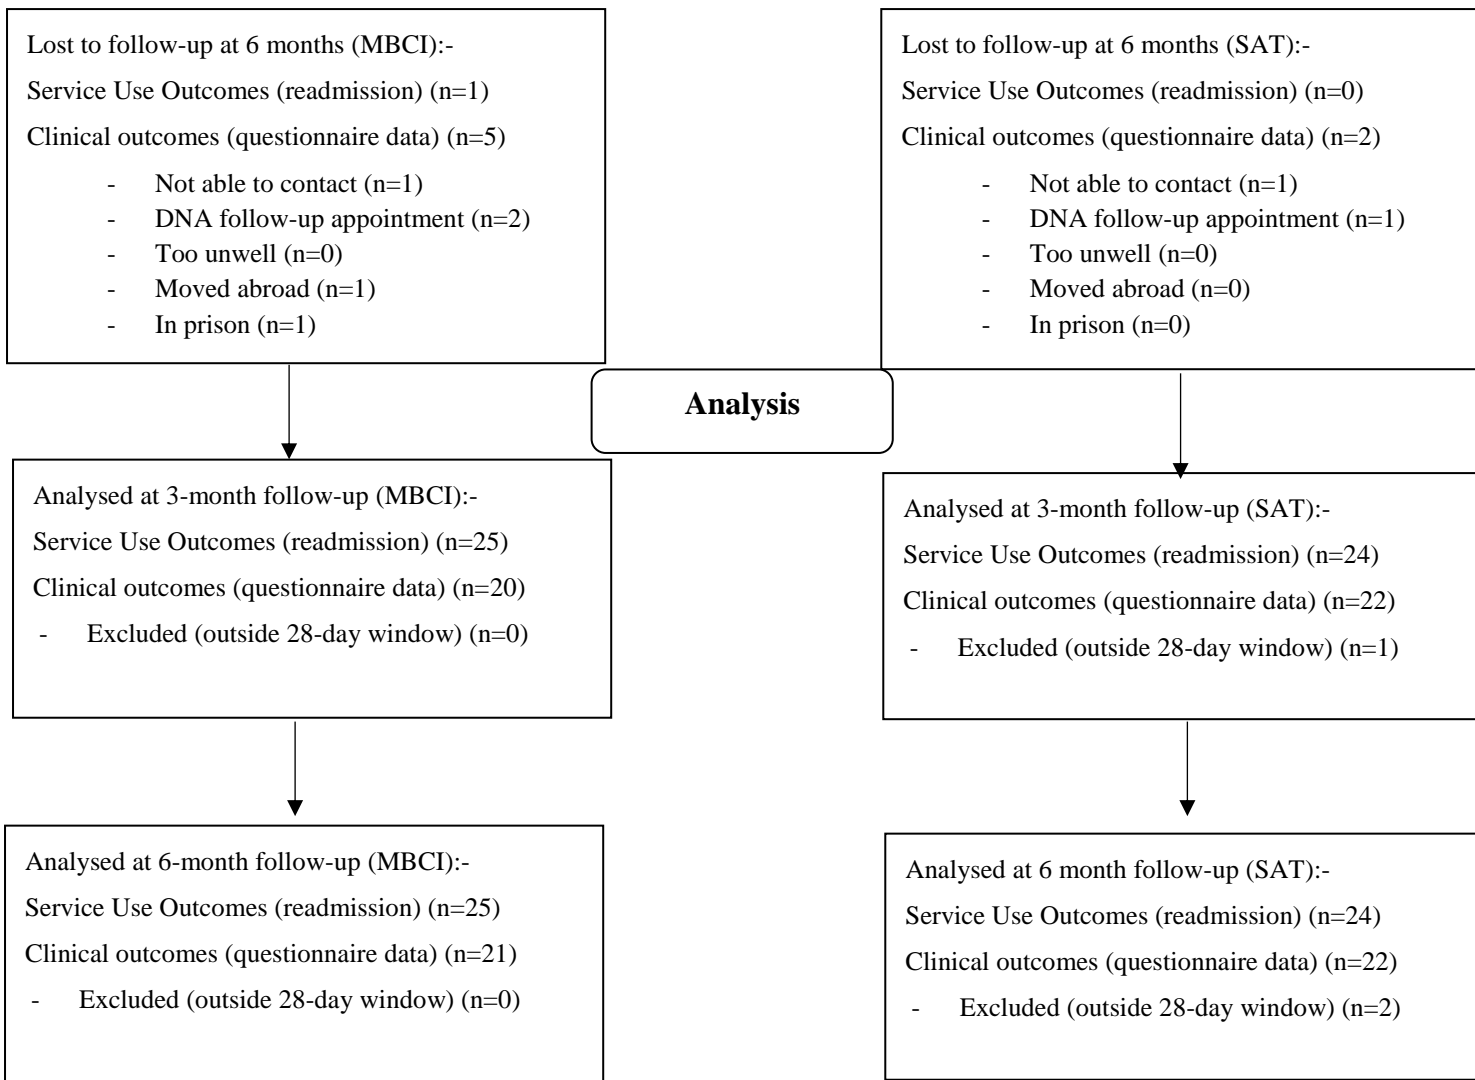 Lost to follow-up at 6 months (MBCI):-
Service Use Outcomes (readmission) (n=1)
Clinical outcomes (questionnaire data) (n=5)
- Not able to contact (n=1)
- DNA follow-up appointment (n=2)
- Too unwell (n=0)
- Moved abroad (n=1)
- In prison (n=1)
Lost to follow-up at 6 months (SAT):-
Service Use Outcomes (readmission) (n=0)
Clinical outcomes (questionnaire data) (n=2)
- Not able to contact (n=1)
- DNA follow-up appointment (n=1)
- Too unwell (n=0)
- Moved abroad (n=0)
- In prison (n=0)
Analysis
Analysed at 3-month follow-up (MBCI):-
Service Use Outcomes (readmission) (n=25)
Clinical outcomes (questionnaire data) (n=20)
- Excluded (outside 28-day window) (n=0)
Analysed at 3-month follow-up (SAT):-
Service Use Outcomes (readmission) (n=24)
Clinical outcomes (questionnaire data) (n=22)
- Excluded (outside 28-day window) (n=1)
Analysed at 6-month follow-up (MBCI):-
Service Use Outcomes (readmission) (n=25)
Clinical outcomes (questionnaire data) (n=21)
- Excluded (outside 28-day window) (n=0)
Analysed at 6 month follow-up (SAT):-
Service Use Outcomes (readmission) (n=24)
Clinical outcomes (questionnaire data) (n=22)
- Excluded (outside 28-day window) (n=2)